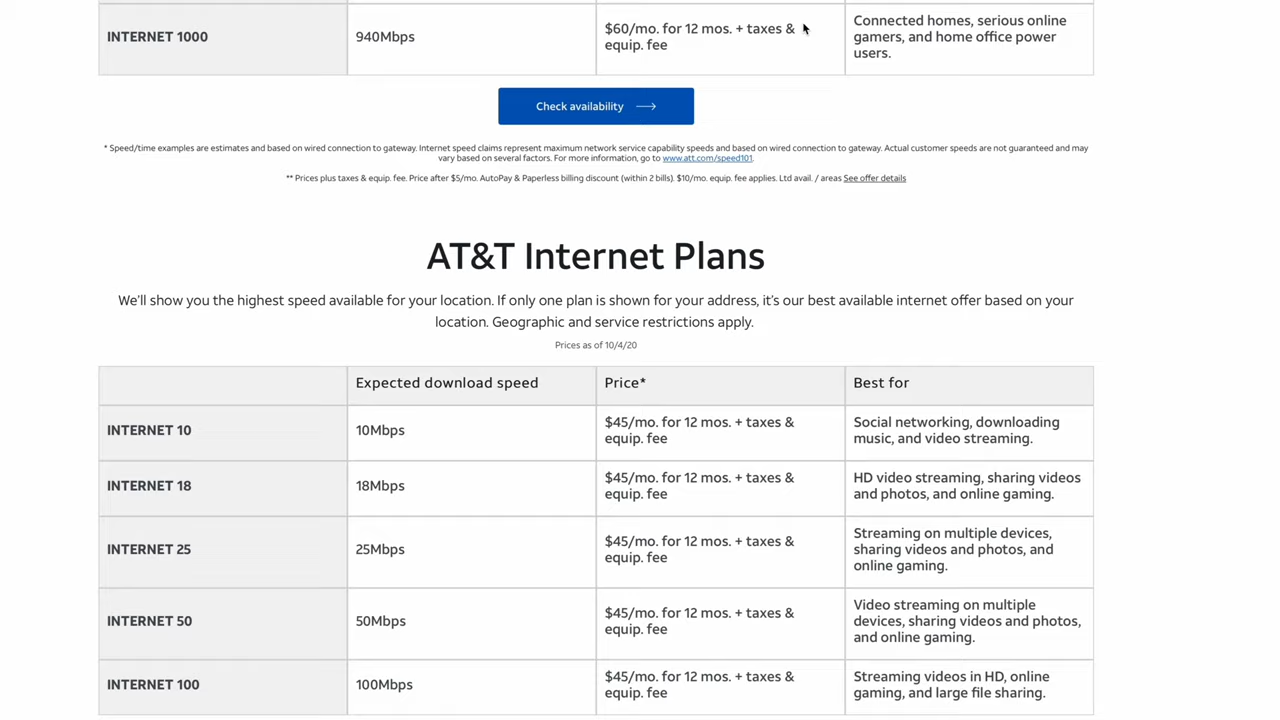 INTERNET 1000
940Mbps
$60/mo. for 12 mos. + taxes &
equip. fee
Connected homes, serious online
gamers, and home office power
users.
Check availability
* Speed/time examples are estimates and based on wired connection to gateway. Internet speed claims represent maximum network service capability speeds and based on wired connection to gateway. Actual customer speeds are not guaranteed and may
vary based on several factors. For more information, go to www.att.com/speed101.
** Prices plus taxes & equip. fee. Price after $5/mo. AutoPay & Paperless billing discount (within 2 bills). $10/mo. equip. fee applies. Ltd avail. / areas See offer details
AT&T Internet Plans
We'll show you the highest speed available for your location. If only one plan is shown for your address, it's our best available internet offer based on your
location. Geographic and service restrictions apply.
Prices as of 10/4/20
Expected download speed
Price*
Best for
INTERNET 10
10Mbps
$45/mo. for 12 mos. + taxes &
equip. fee
Social networking, downloading
music, and video streaming.
INTERNET 18
18Mbps
$45/mo. for 12 mos. + taxes &
equip. fee
HD video streaming, sharing videos
and photos, and online gaming.
INTERNET 25
25Mbps
$45/mo. for 12 mos. + taxes &
equip. fee
Streaming on multiple devices,
sharing videos and photos, and
online gaming.
INTERNET 50
50Mbps
$45/mo. for 12 mos. + taxes &
equip. fee
Video streaming on multiple
devices, sharing videos and photos,
and online gaming.
INTERNET 100
100Mbps
$45/mo. for 12 mos. + taxes &
equip. fee
Streaming videos in HD, online
gaming, and large file sharing.